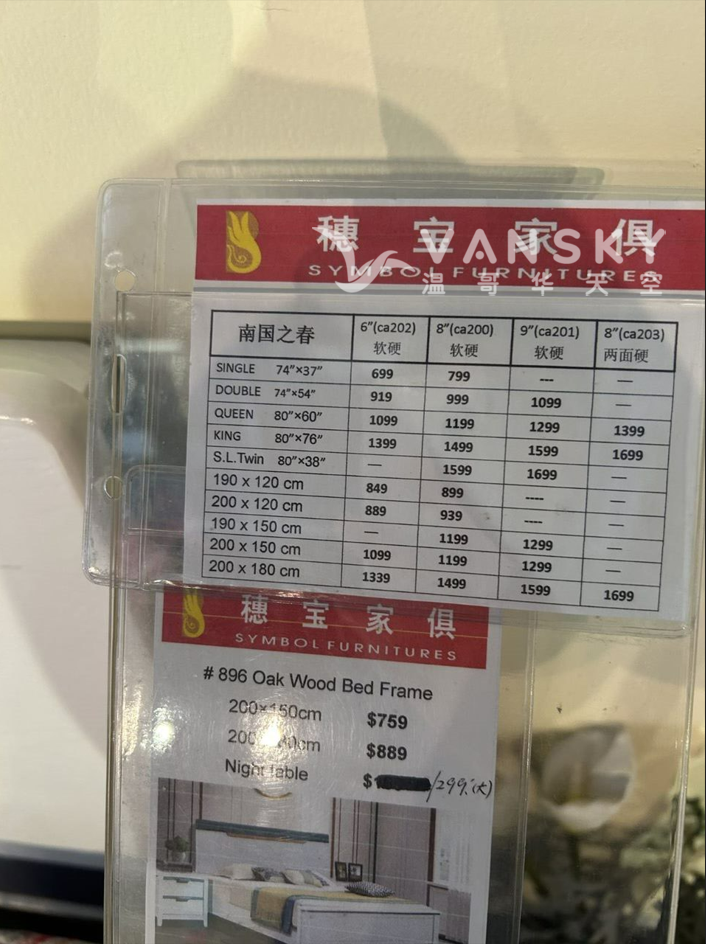 穗 宝 家 俱
VANSKY
SYMBOL FURNITURES
温哥华天空
南国之春 6"(ca202) 软硬 8"(ca200) 软硬 9"(ca201) 软硬 8"(ca203) 两面硬
SINGLE 74"×37" 699 799 --- —
DOUBLE 74"×54" 919 999 1099 —
QUEEN 80"×60" 1099 1199 1299 1399
KING 80"×76" 1399 1499 1599 1699
S.L.Twin 80"×38" — 1599 1699 —
190 x 120 cm 849 899 ---- —
200 x 120 cm 889 939 ---- —
190 x 150 cm — 1199 1299 —
200 x 150 cm 1099 1199 1299 —
200 x 180 cm 1339 1499 1599 1699
穗 宝 家 俱
SYMBOL FURNITURES
# 896 Oak Wood Bed Frame
200×150cm $759
$889
Night table $ /299.(大)